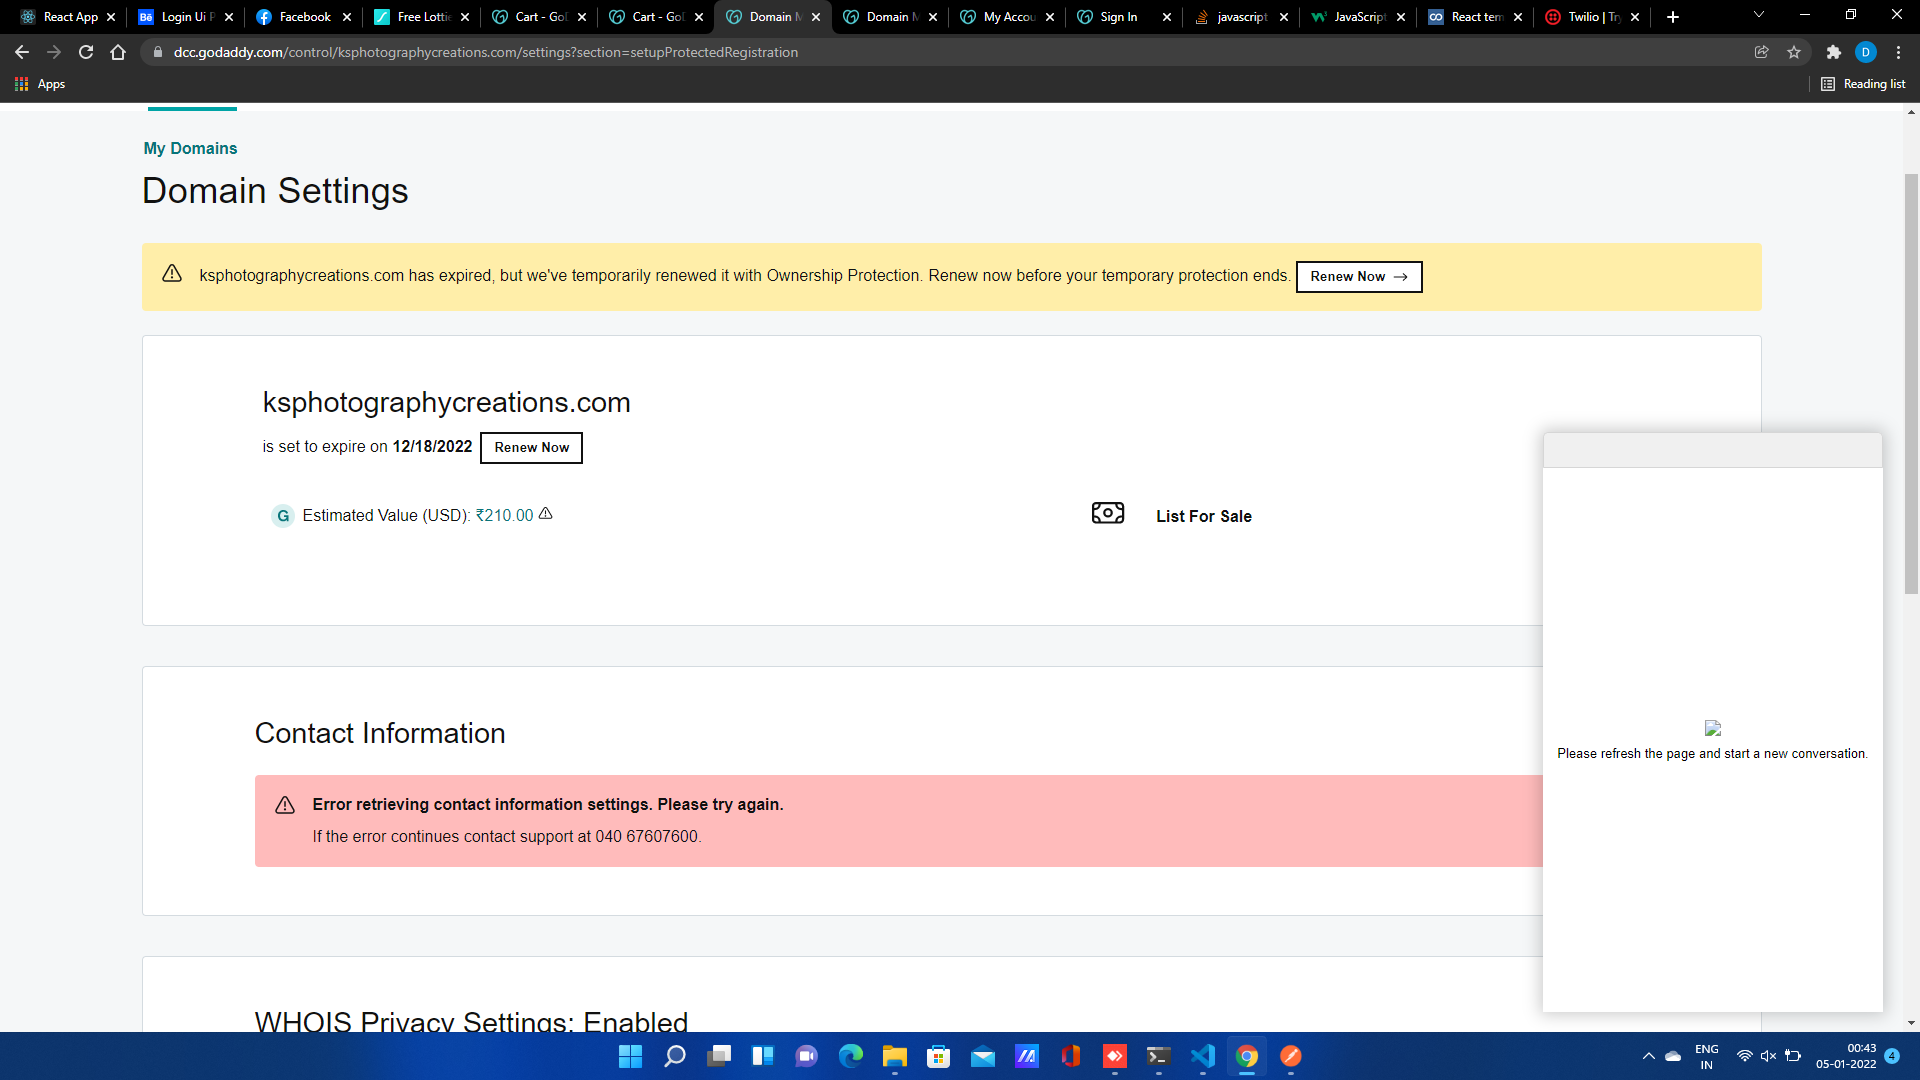 React App
Login Ui P
Facebook
Free Lottie
Cart - GoD
Cart - GoD
Domain M
Domain M
My Accou
Sign In
javascript
JavaScript
React tem
Twilio | Try
dcc.godaddy.com/control/ksphotographycreations.com/settings?section=setupProtectedRegistration
D
Apps
Reading list
My Domains
Domain Settings
ksphotographycreations.com has expired, but we've temporarily renewed it with Ownership Protection. Renew now before your temporary protection ends. Renew Now →
ksphotographycreations.com
is set to expire on 12/18/2022 Renew Now
G Estimated Value (USD): ₹210.00
List For Sale
Contact Information
Error retrieving contact information settings. Please try again.
If the error continues contact support at 040 67607600.
Please refresh the page and start a new conversation.
WHOIS Privacy Settings: Enabled
ENG
IN
00:43
05-01-2022
4